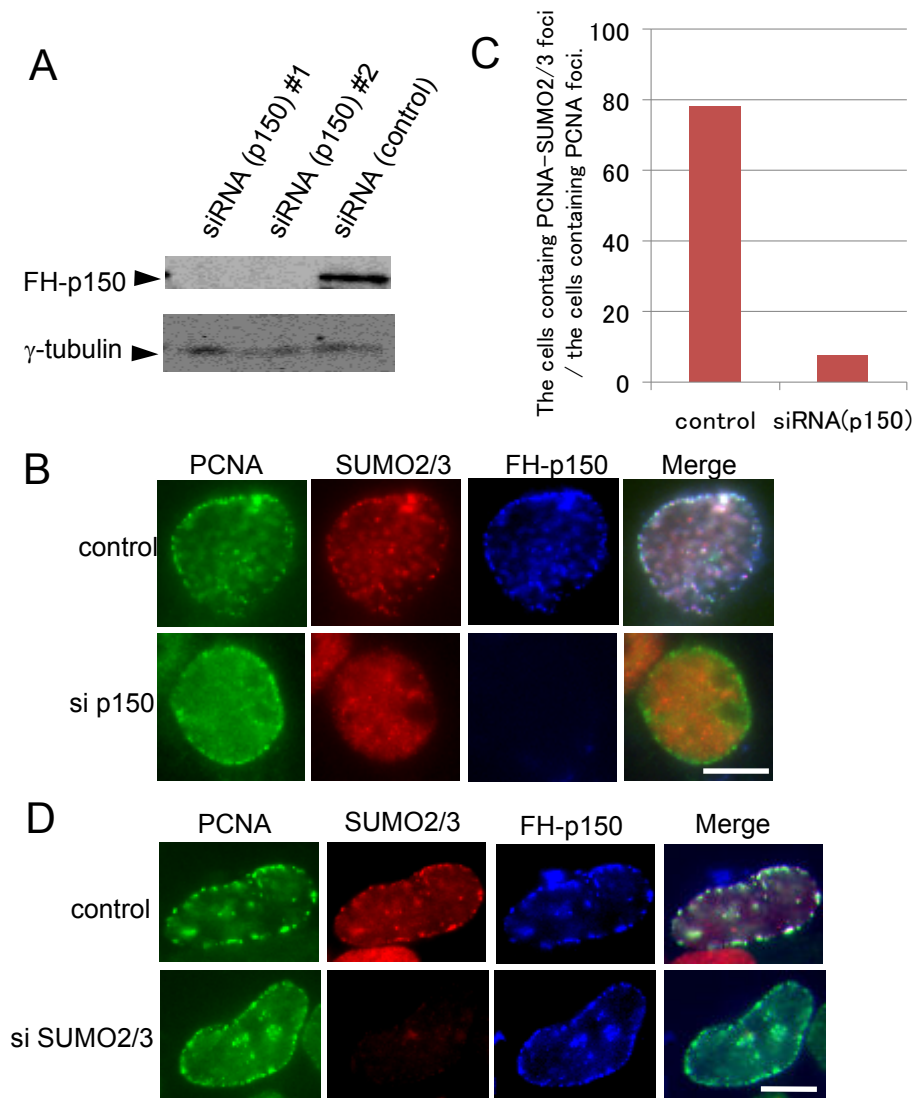 A
siRNA (p150) #1
siRNA (p150) #2
siRNA (control)
FH-p150
γ-tubulin
C
The cells containg PCNA-SUMO2/3 foci
/ the cells containing PCNA foci.
100
80
60
40
20
0
control siRNA(p150)
B
PCNA SUMO2/3 FH-p150 Merge
control
si p150
D
PCNA SUMO2/3 FH-p150 Merge
control
si SUMO2/3